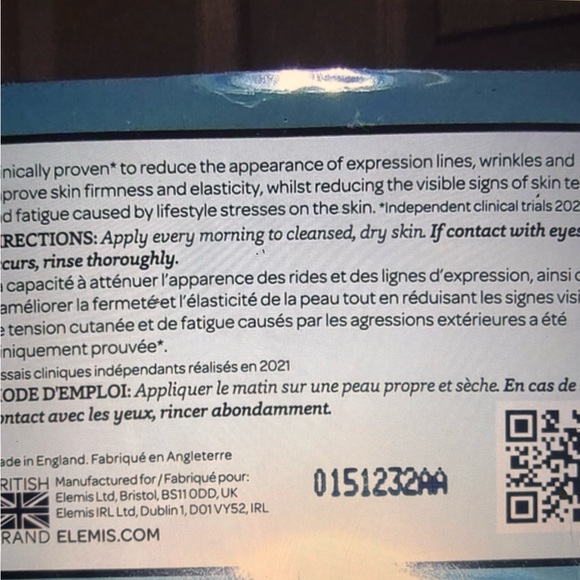 inically proven* to reduce the appearance of expression lines, wrinkles and
prove skin firmness and elasticity, whilst reducing the visible signs of skin te
d fatigue caused by lifestyle stresses on the skin. *Independent clinical trials 202
RECTIONS: Apply every morning to cleansed, dry skin. If contact with eyes
curs, rinse thoroughly.
a capacité à atténuer l'apparence des rides et des lignes d'expression, ainsi
améliorer la fermeté et l'élasticité de la peau tout en réduisant les signes visi
e tension cutanée et de fatigue causés par les agressions extérieures a été
iniquement prouvée*.
ssais cliniques indépendants réalisés en 2021
ODE D'EMPLOI: Appliquer le matin sur une peau propre et sèche. En cas de
ontact avec les yeux, rincer abondamment.
ade in England. Fabriqué en Angleterre
RITISH
Manufactured for / Fabriqué pour:
Elemis Ltd, Bristol, BS11 0DD, UK
Elemis IRL Ltd, Dublin 1, D01 VY52, IRL
RAND ELEMIS.COM
0151232AA